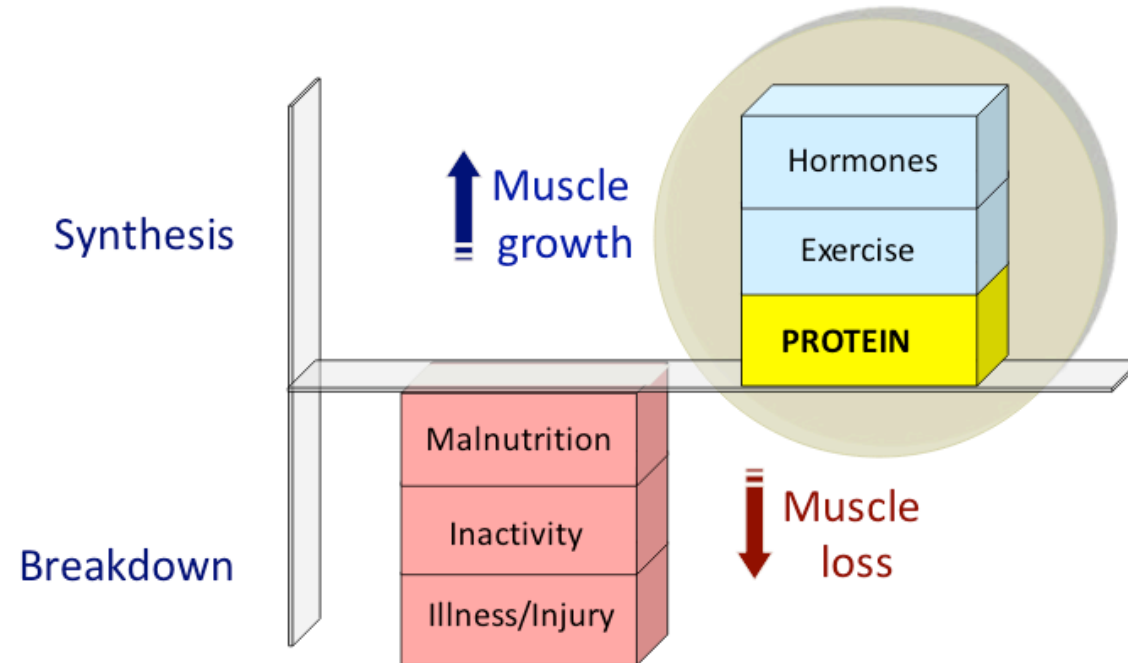 Hormones
Muscle
growth
Synthesis
Exercise
PROTEIN
Malnutrition
Muscle
loss
Inactivity
Breakdown
Illness/Injury